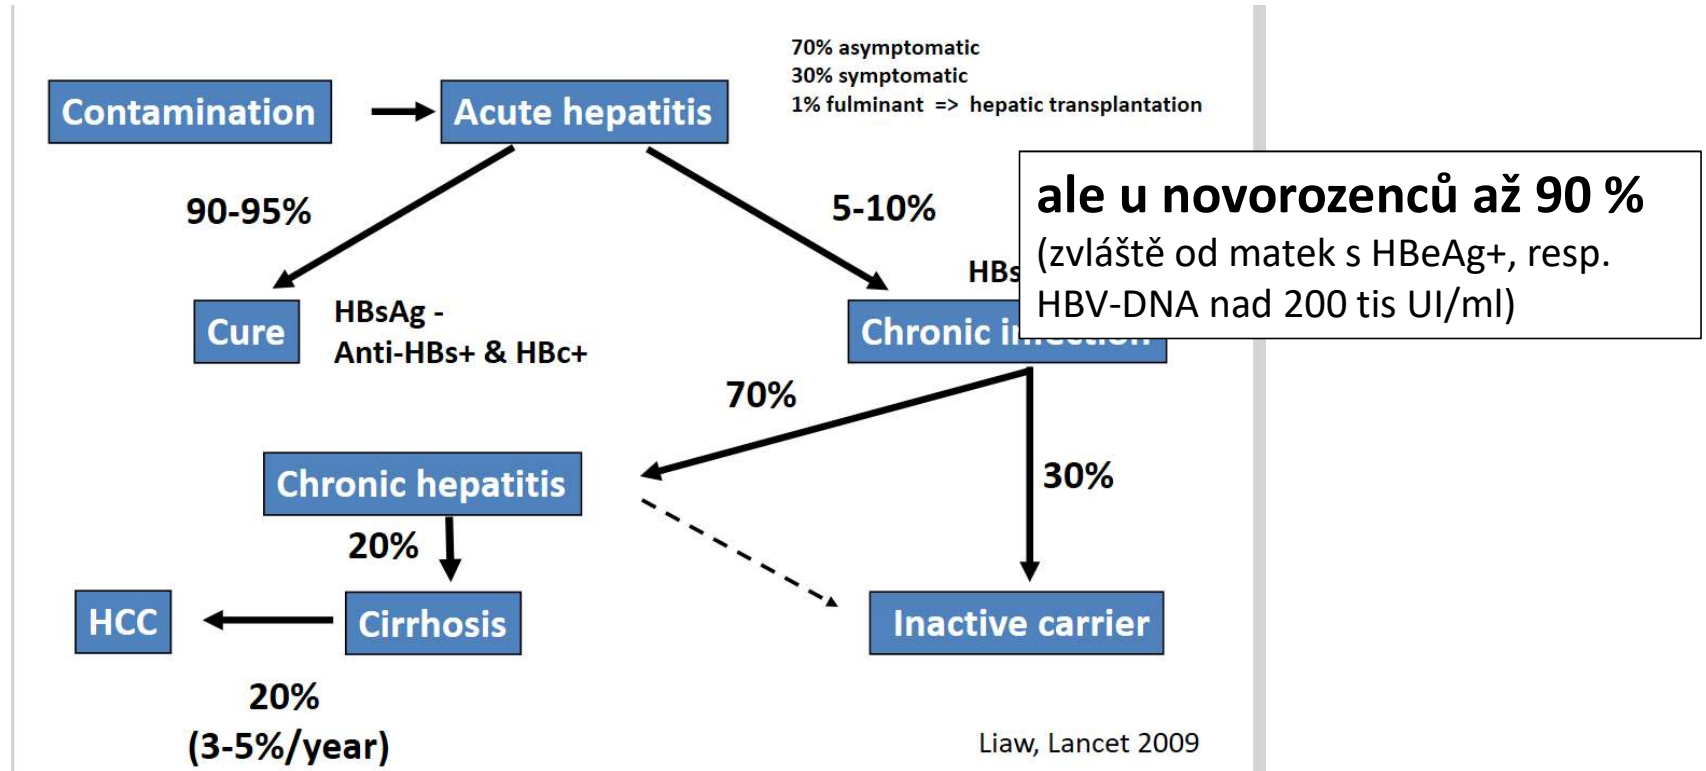 70% asymptomatic
30% symptomatic
1% fulminant => hepatic transplantation
Contamination
Acute hepatitis
90-95%
5-10%
ale u novorozenců až 90 %
(zvláště od matek s HBeAg+, resp.
HBV-DNA nad 200 tis UI/ml)
Cure
HBsAg -
Anti-HBs+ & HBc+
Chronic
70%
30%
Chronic hepatitis
20%
HCC
Cirrhosis
Inactive carrier
20%
(3-5%/year)
Liaw, Lancet 2009